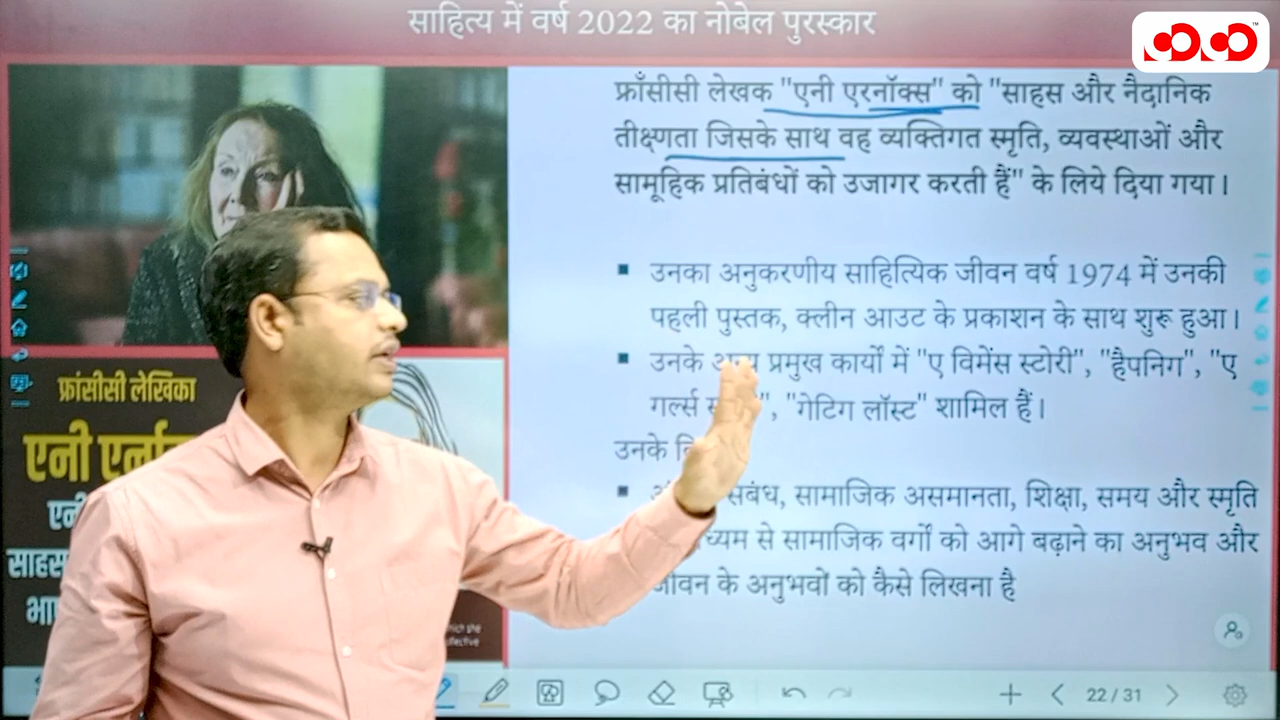 साहित्य में वर्ष 2022 का नोबेल पुरस्कार
फ्राँसीसी लेखक "एनी एरनॉक्स" को "साहस और नैदानिक
तीक्ष्णता जिसके साथ वह व्यक्तिगत स्मृति, व्यवस्थाओं और
सामूहिक प्रतिबंधों को उजागर करती हैं" के लिये दिया गया।
▪ उनका अनुकरणीय साहित्यिक जीवन वर्ष 1974 में उनकी
पहली पुस्तक, क्लीन आउट के प्रकाशन के साथ शुरू हुआ।
▪ उनके प्रमुख कार्यों में "ए विमेंस स्टोरी", "हैपनिग", "ए
गर्ल्स ", "गेटिग लॉस्ट" शामिल हैं।
उनके
▪ संबंध, सामाजिक असमानता, शिक्षा, समय और स्मृति
से सामाजिक वर्गों को आगे बढ़ाने का अनुभव और
जीवन के अनुभवों को कैसे लिखना है
फ्रांसीसी लेखिका
एनी
साहस
22 / 31